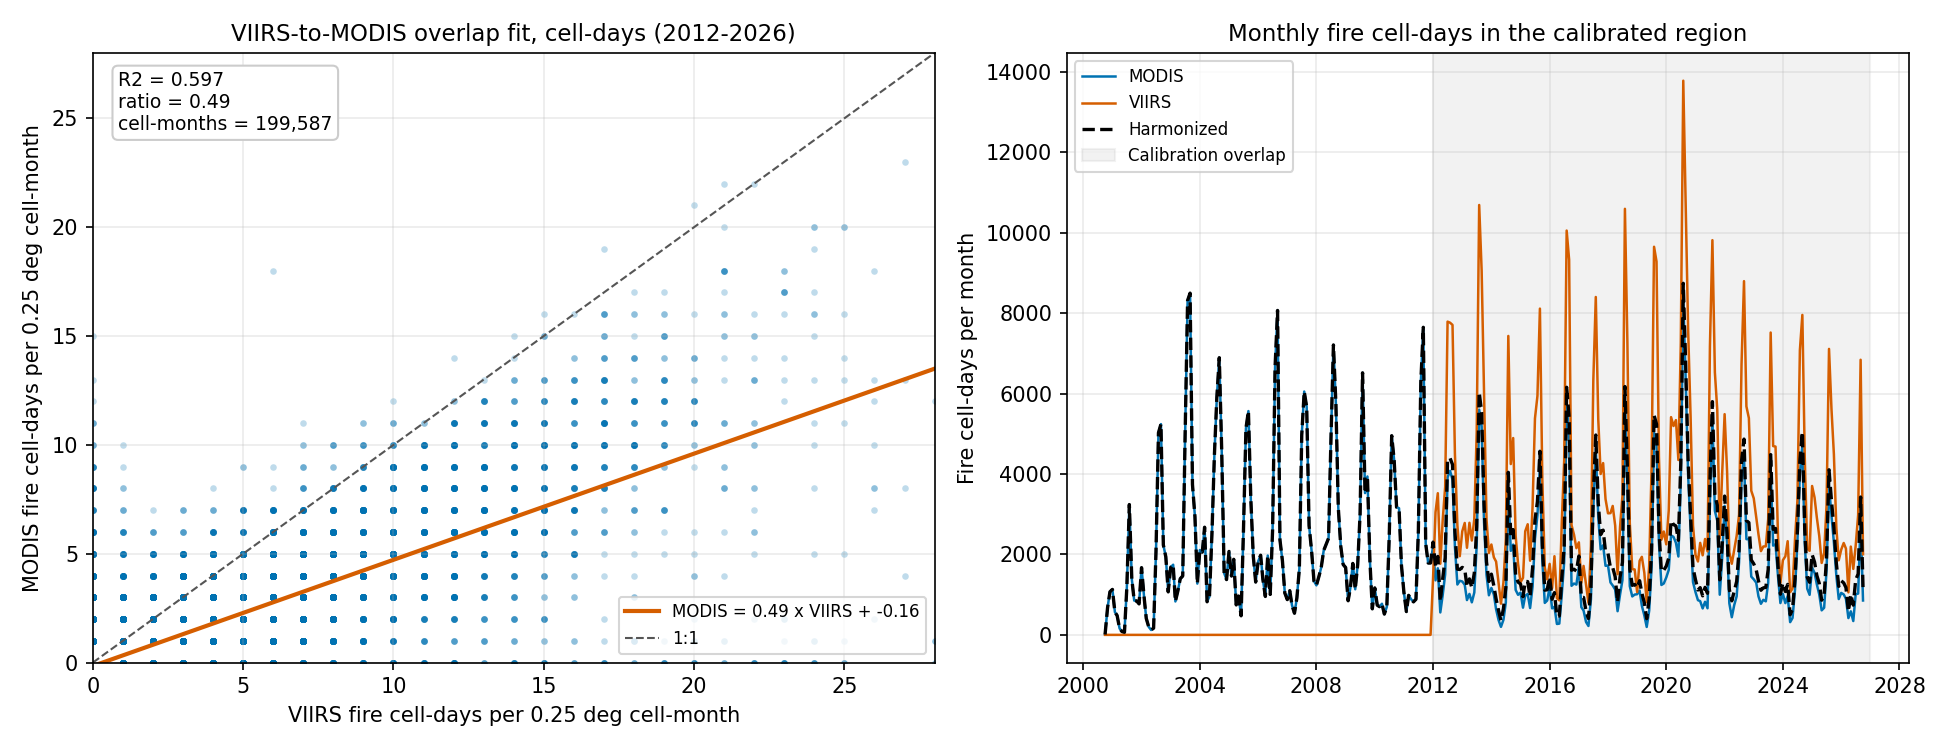 VIIRS-to-MODIS overlap fit, cell-days (2012-2026)
R2 = 0.597
ratio = 0.49
cell-months = 199,587
MODIS fire cell-days per 0.25 deg cell-month
25
20
15
10
5
0
MODIS = 0.49 x VIIRS + -0.16
1:1
0 5 10 15 20 25
VIIRS fire cell-days per 0.25 deg cell-month
Monthly fire cell-days in the calibrated region
MODIS
VIIRS
Harmonized
Calibration overlap
Fire cell-days per month
14000
12000
10000
8000
6000
4000
2000
0
2000 2004 2008 2012 2016 2020 2024 2028